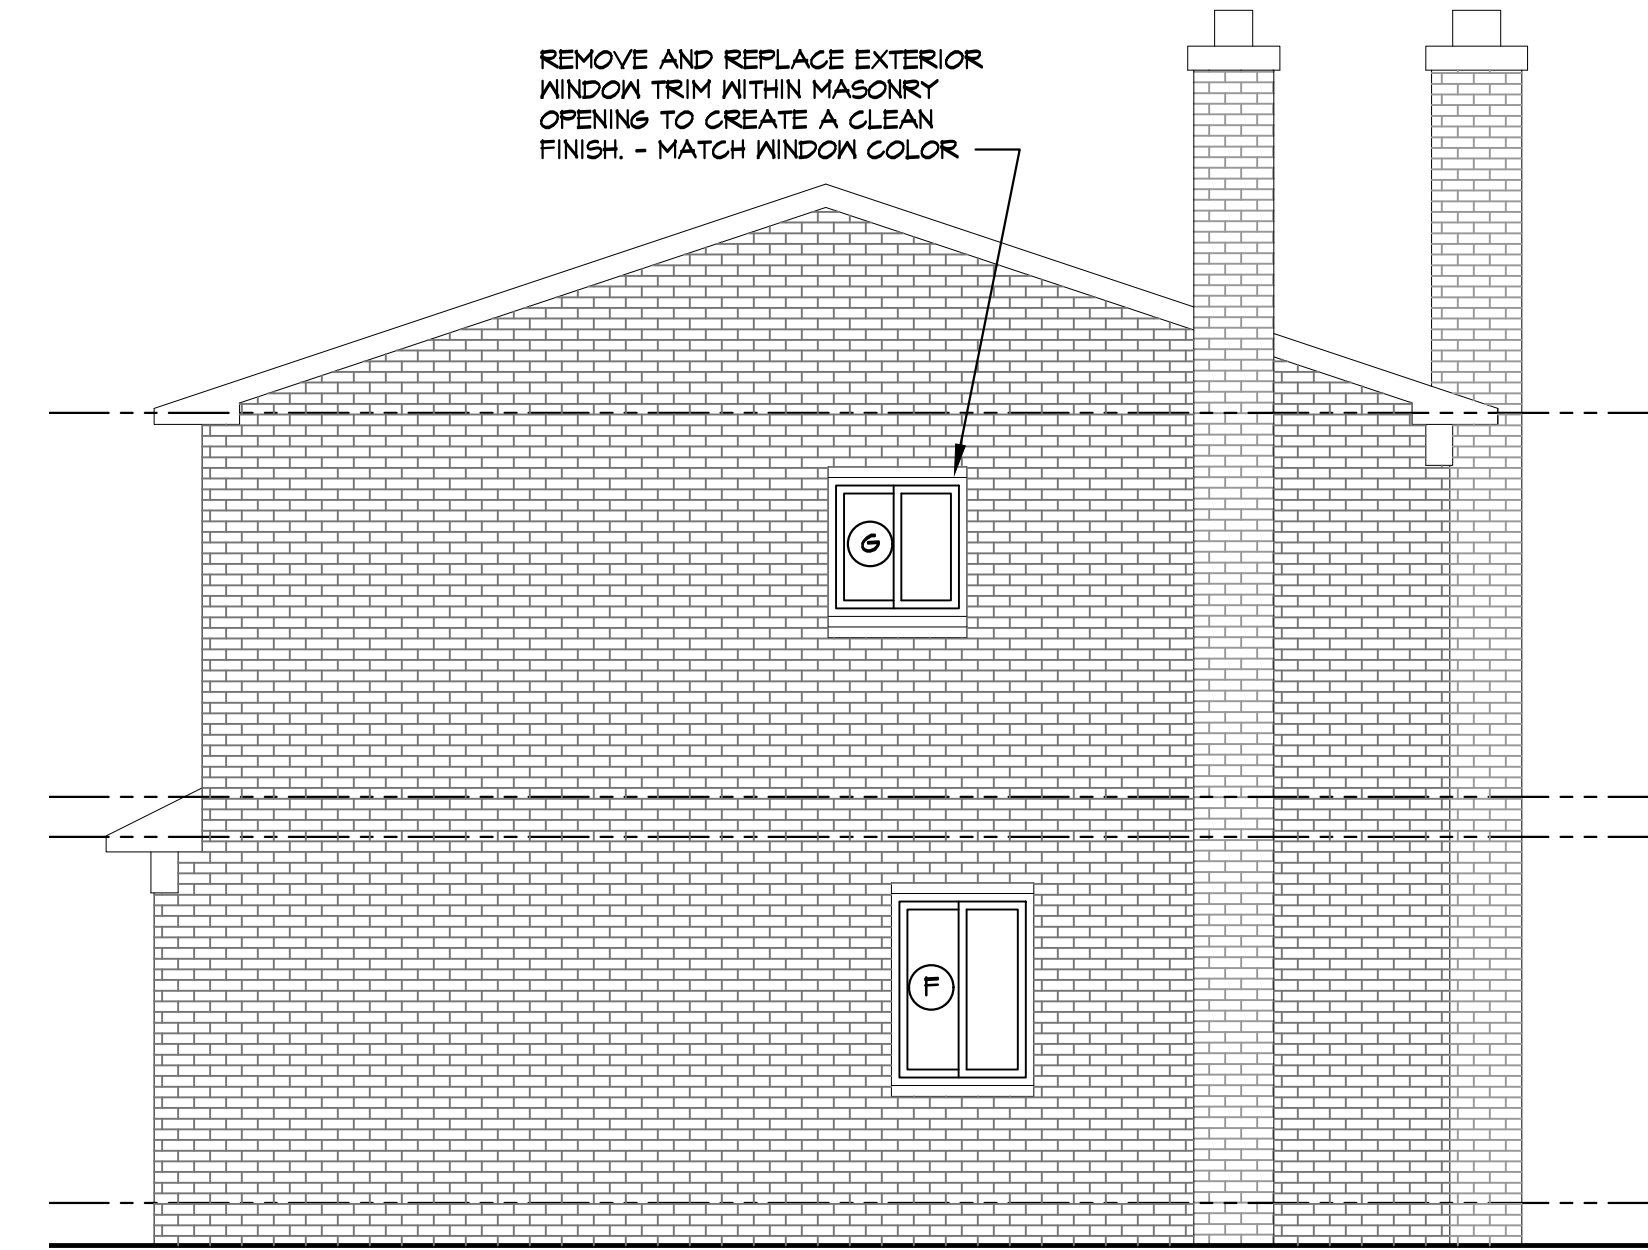 REMOVE AND REPLACE EXTERIOR
WINDOW TRIM WITHIN MASONRY
OPENING TO CREATE A CLEAN
FINISH. - MATCH WINDOW COLOR
G
F